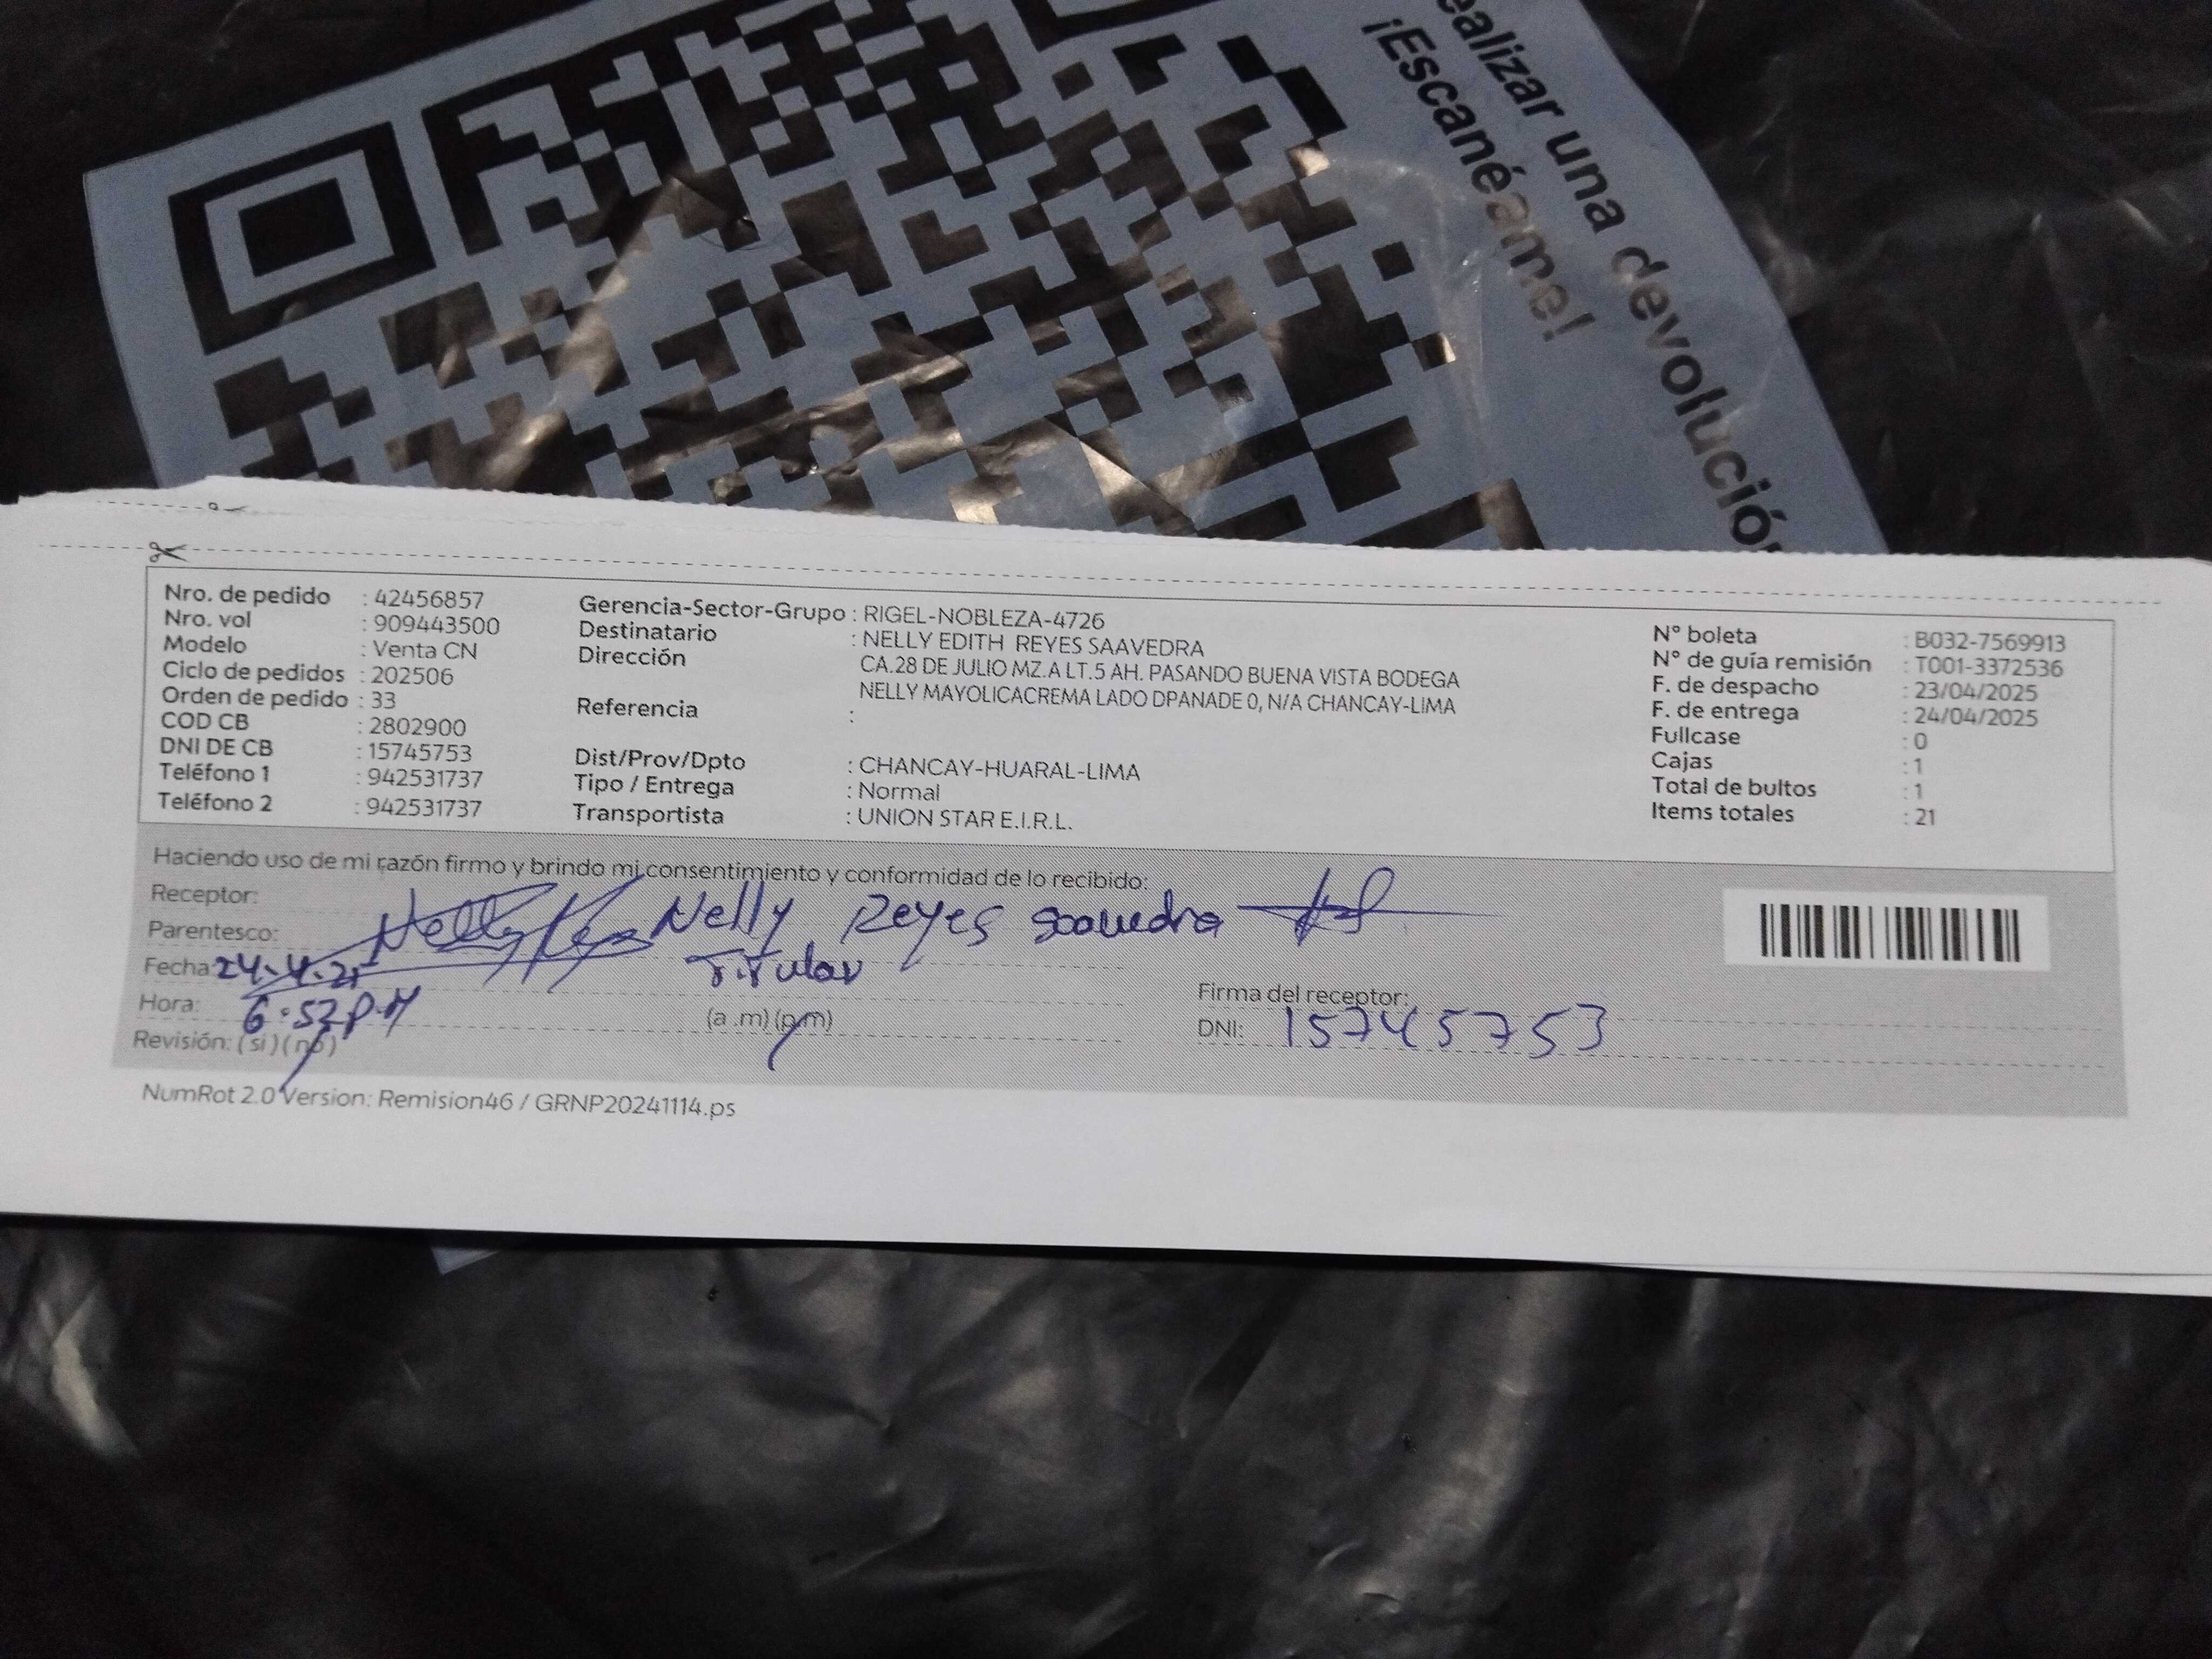 ealizar una devolució
¡Escanéame!
Nro. de pedido : 42456857
Nro. vol : 909443500
Modelo : Venta CN
Ciclo de pedidos : 202506
Orden de pedido : 33
COD CB : 2802900
DNI DE CB : 15745753
Teléfono 1 : 942531737
Teléfono 2 : 942531737
Gerencia-Sector-Grupo : RIGEL-NOBLEZA-4726
Destinatario : NELLY EDITH REYES SAAVEDRA
Dirección CA.28 DE JULIO MZ.A LT.5 AH. PASANDO BUENA VISTA BODEGA
NELLY MAYOLICACREMA LADO DPANADE 0, N/A CHANCAY-LIMA
Referencia :
Dist/Prov/Dpto : CHANCAY-HUARAL-LIMA
Tipo / Entrega : Normal
Transportista : UNION STAR E.I.R.L.
N° boleta : B032-7569913
N° de guía remisión : T001-3372536
F. de despacho : 23/04/2025
F. de entrega : 24/04/2025
Fullcase : 0
Cajas : 1
Total de bultos : 1
Items totales : 21
Haciendo uso de mi razón firmo y brindo mi consentimiento y conformidad de lo recibido:
Receptor: Nelly Reyes Saavedra
Parentesco: Titular
Fecha: 24.4.25
Hora: 6:52 P.M (a .m) (p.m)
Revisión: (si) (no)
Firma del receptor:
DNI: 15745753
NumRot 2.0 Version: Remision46 / GRNP20241114.ps